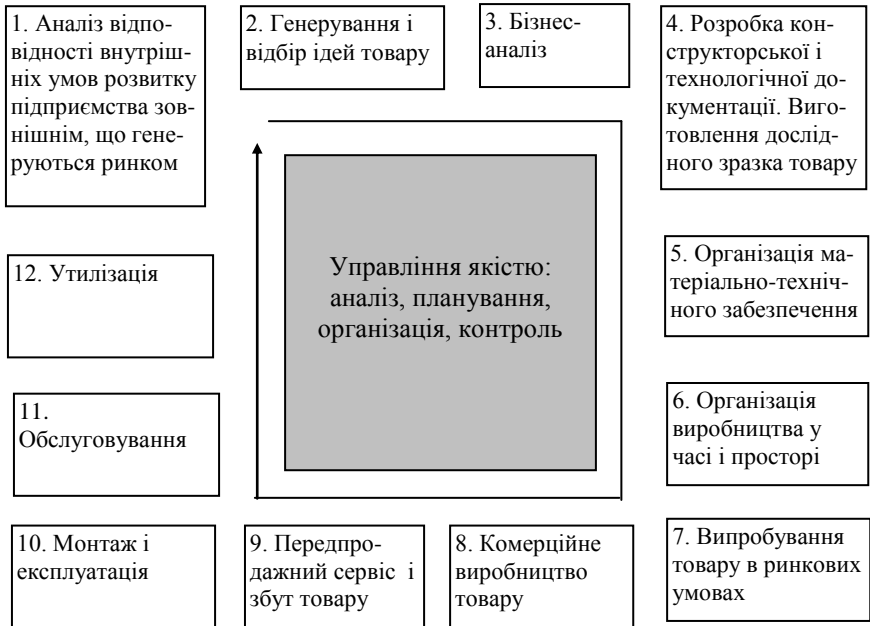 1. Аналіз відпо-
відності внутріш-
ніх умов розвитку
підприємства зов-
нішнім, що гене-
руються ринком
2. Генерування і
відбір ідей товару
3. Бізнес-
аналіз
4. Розробка кон-
структорської і
технологічної до-
кументації. Виго-
товлення дослід-
ного зразка товару
5. Організація ма-
теріально-техніч-
ного забезпечення
6. Організація
виробництва у
часі і просторі
7. Випробування
товару в ринкових
умовах
8. Комерційне
виробництво
товару
9. Передпро-
дажний сервіс і
збут товару
10. Монтаж і
експлуатація
11.
Обслуговування
12. Утилізація
Управління якістю:
аналіз, планування,
організація, контроль